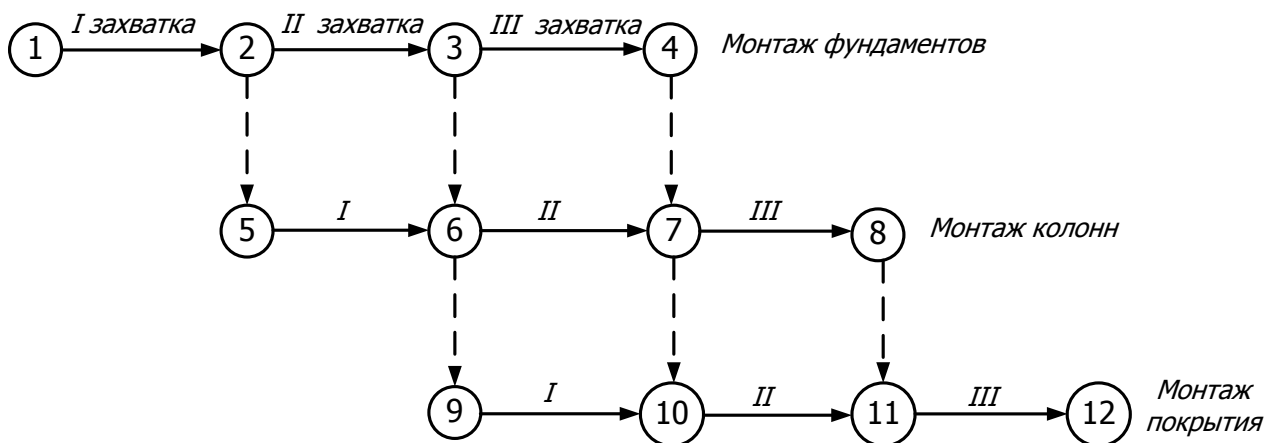 I захватка II захватка III захватка
1 2 3 4 Монтаж фундаментов
I II III
5 6 7 8 Монтаж колонн
I II III
9 10 11 12 Монтаж
покрытия